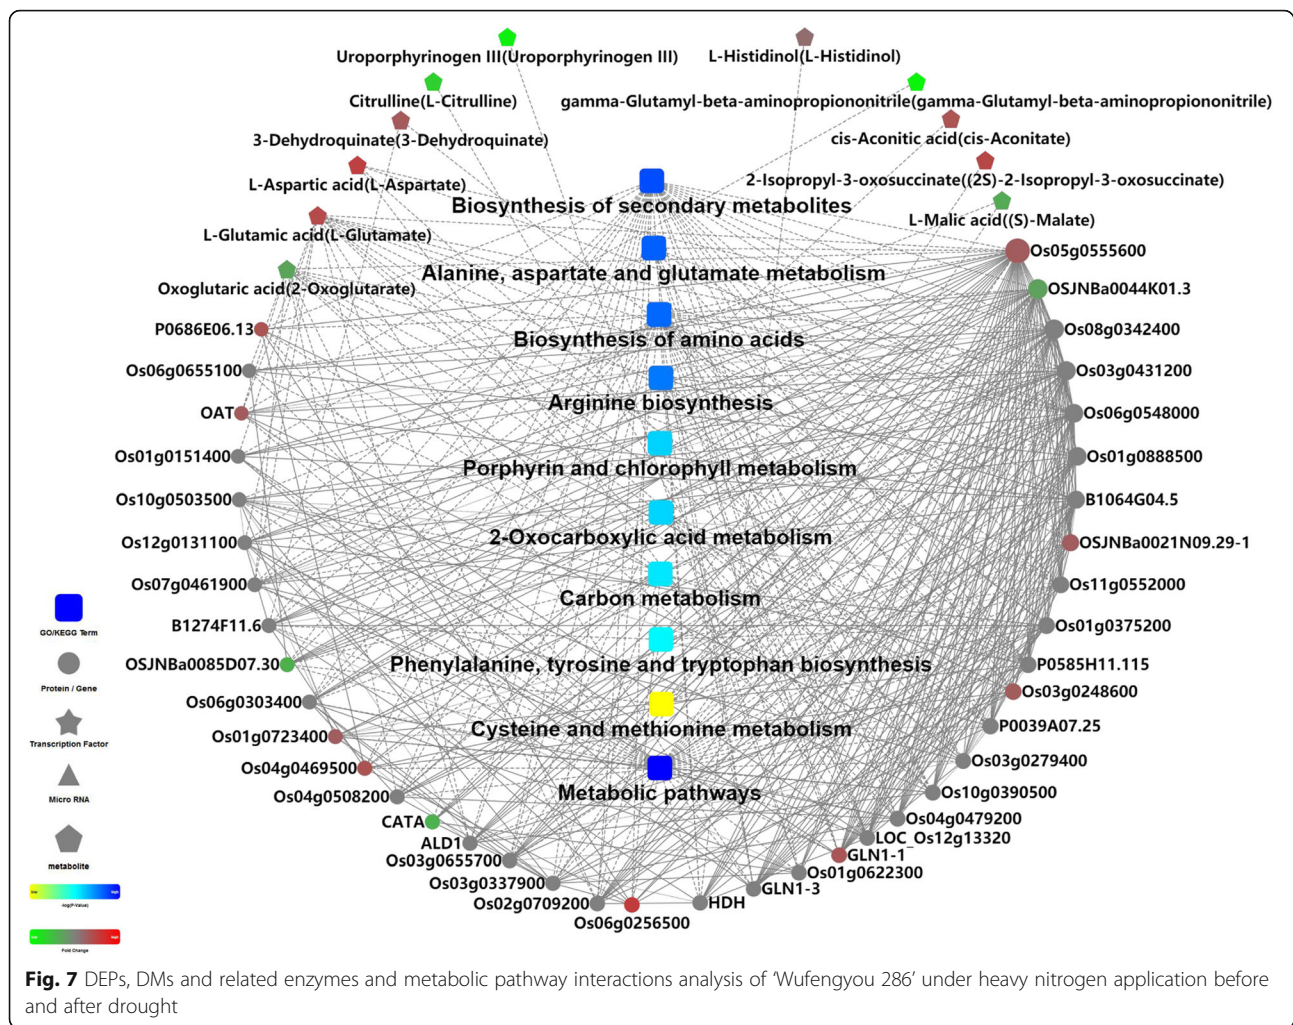 Uroporphyrinogen III(Uroporphyrinogen III)
L-Histidinol(L-Histidinol)
Citrulline(L-Citrulline)
gamma-Glutamyl-beta-aminopropiononitrile(gamma-Glutamyl-beta-aminopropiononitrile)
3-Dehydroquinate(3-Dehydroquinate)
cis-Aconitic acid(cis-Aconitate)
L-Aspartic acid(L-Aspartate)
2-Isopropyl-3-oxosuccinate((2S)-2-Isopropyl-3-oxosuccinate)
L-Glutamic acid(L-Glutamate)
L-Malic acid((S)-Malate)
Oxoglutaric acid(2-Oxoglutarate)
Biosynthesis of secondary metabolites
Alanine, aspartate and glutamate metabolism
Biosynthesis of amino acids
Arginine biosynthesis
Porphyrin and chlorophyll metabolism
2-Oxocarboxylic acid metabolism
Carbon metabolism
Phenylalanine, tyrosine and tryptophan biosynthesis
Cysteine and methionine metabolism
Metabolic pathways
P0686E06.13
Os06g0655100
OAT
Os01g0151400
Os10g0503500
Os12g0131100
Os07g0461900
B1274F11.6
OSJNBa0085D07.30
Os06g0303400
Os01g0723400
Os04g0469500
Os04g0508200
CATA
ALD1
Os03g0655700
Os03g0337900
Os02g0709200
Os06g0256500
HDH
GLN1-3
Os01g0622300
GLN1-1
LOC_Os12g13320
Os04g0479200
Os10g0390500
Os03g0279400
P0039A07.25
Os03g0248600
P0585H11.115
Os01g0375200
Os11g0552000
OSJNBa0021N09.29-1
B1064G04.5
Os01g0888500
Os06g0548000
Os03g0431200
Os08g0342400
OSJNBa0044K01.3
Os05g0555600
GO/KEGG Term
Protein / Gene
Transcription Factor
Micro RNA
metabolite
low high
-log(P-Value)
low high
Fold Change
Fig. 7 DEPs, DMs and related enzymes and metabolic pathway interactions analysis of ‘Wufengyou 286’ under heavy nitrogen application before
and after drought